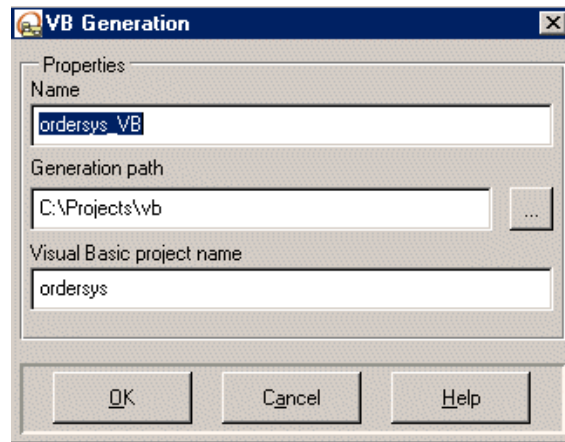 VB Generation
Properties
Name
ordersys_VB
Generation path
C:\Projects\vb
...
Visual Basic project name
ordersys
OK
Cancel
Help